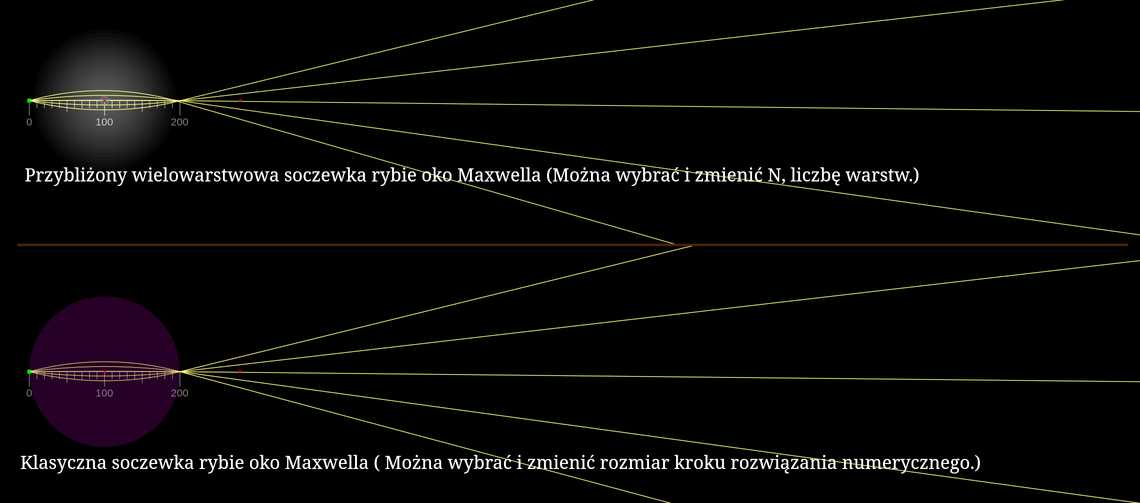 0 100 200
Przybliżony wielowarstwowa soczewka rybie oko Maxwella (Można wybrać i zmienić N, liczbę warstw.)
0 100 200
Klasyczna soczewka rybie oko Maxwella ( Można wybrać i zmienić rozmiar kroku rozwiązania numerycznego.)